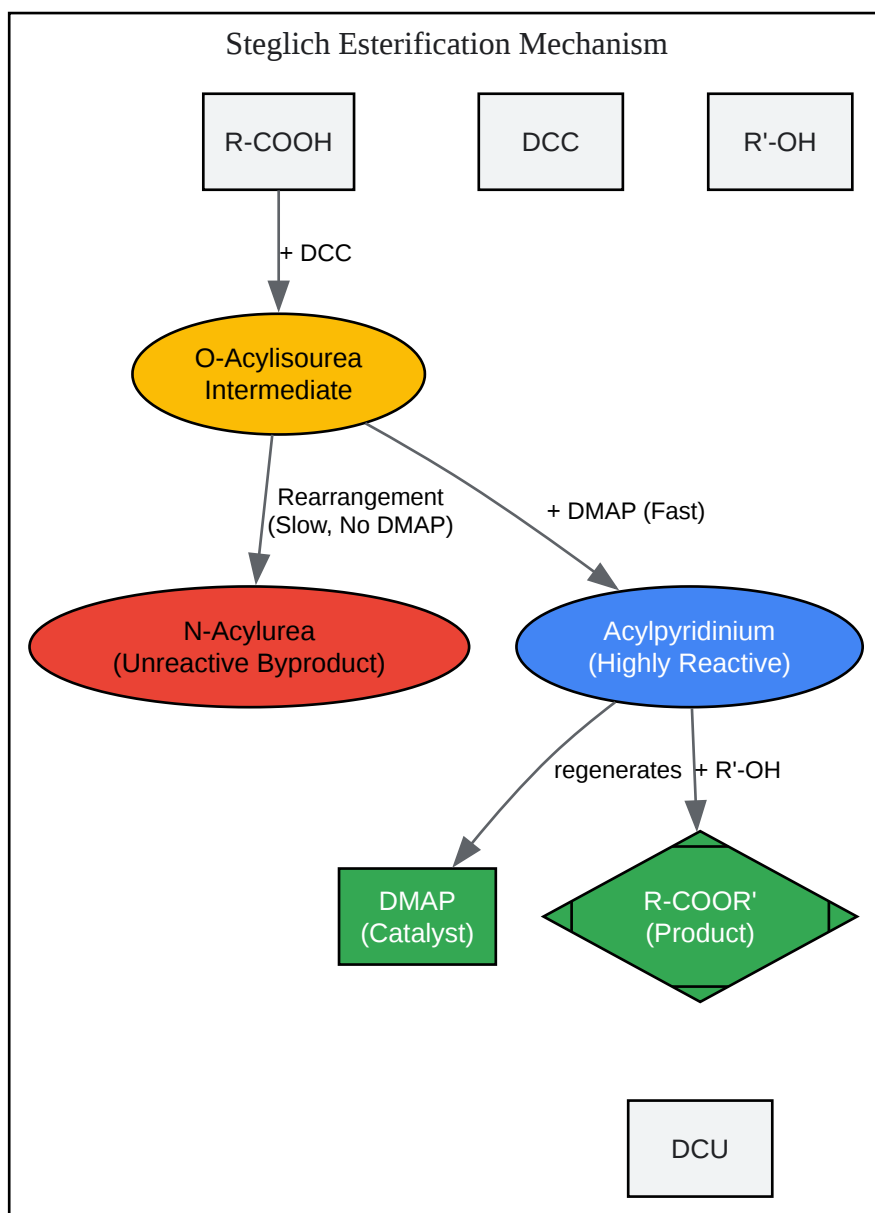 Steglich Esterification Mechanism
R-COOH
DCC
R'-OH
+ DCC
O-Acylisourea
Intermediate
Rearrangement
(Slow, No DMAP)
+ DMAP (Fast)
N-Acylurea
(Unreactive Byproduct)
Acylpyridinium
(Highly Reactive)
regenerates
+ R'-OH
DMAP
(Catalyst)
R-COOR'
(Product)
DCU